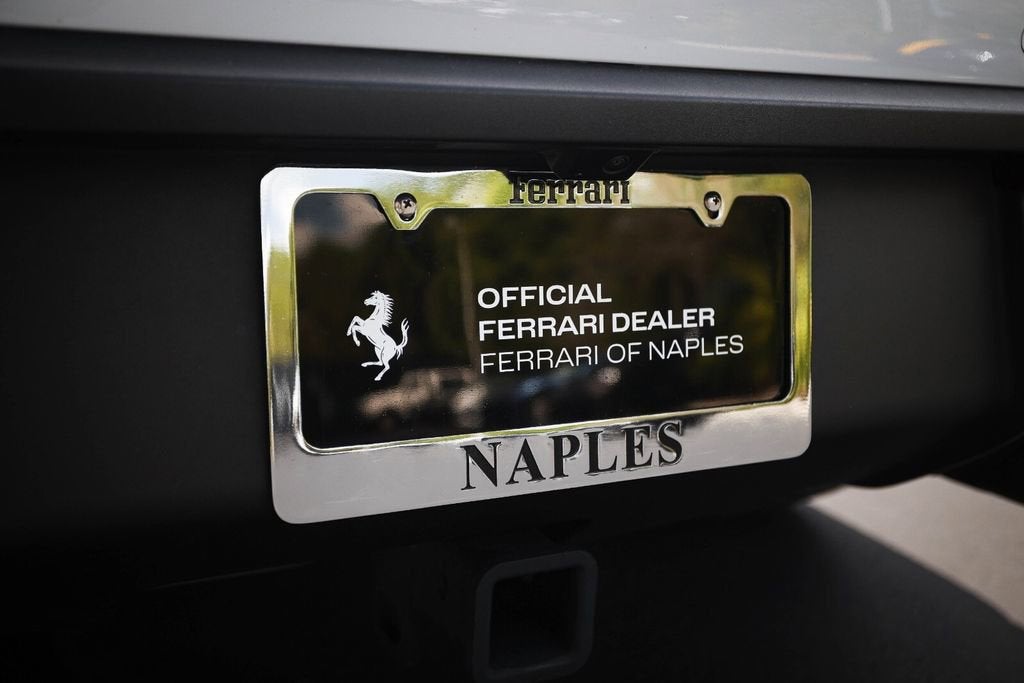 Ferrari
OFFICIAL
FERRARI DEALER
FERRARI OF NAPLES
NAPLES